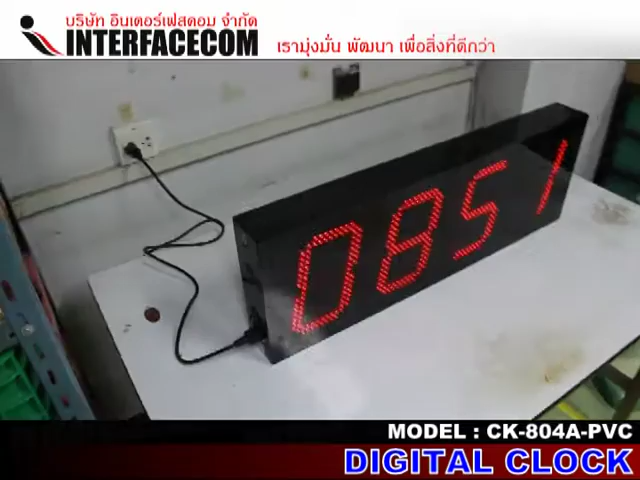 บริษัท อินเตอร์เฟสคอม จำกัด
INTERFACECOM
เรามุ่งมั่น พัฒนา เพื่อสิ่งที่ดีกว่า
0851
MODEL : CK-804A-PVC
DIGITAL CLOCK